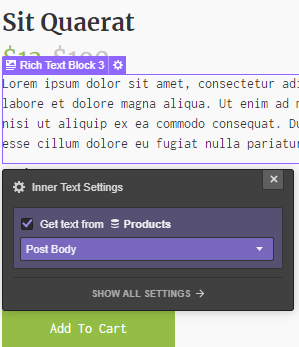 Sit Quaerat
$12 $100
Rich Text Block 3
Lorem ipsum dolor sit amet, consectetur adi
labore et dolore magna aliqua. Ut enim ad m
nisi ut aliquip ex ea commodo consequat. Du
esse cillum dolore eu fugiat nulla pariatur
Inner Text Settings
Get text from Products
Post Body
SHOW ALL SETTINGS
Add To Cart